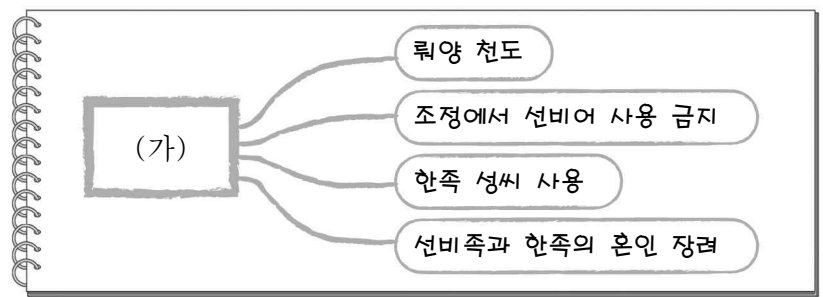 (가)
뤄양 천도
조정에서 선비어 사용 금지
한족 성씨 사용
선비족과 한족의 혼인 장려